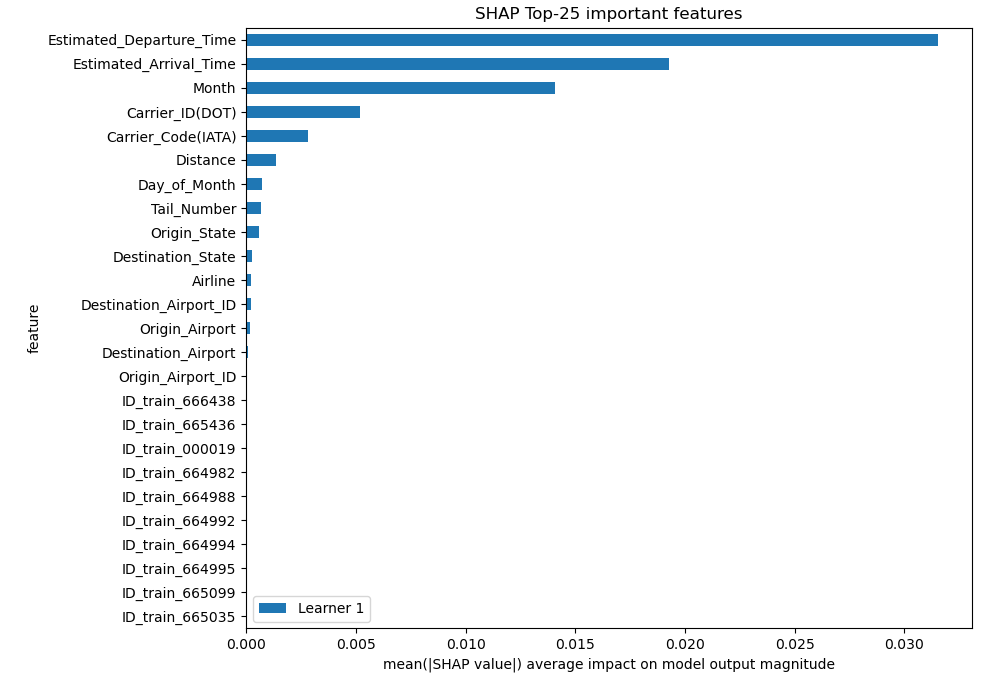 SHAP Top-25 important features
Estimated_Departure_Time
Estimated_Arrival_Time
Month
Carrier_ID(DOT)
Carrier_Code(IATA)
Distance
Day_of_Month
Tail_Number
Origin_State
Destination_State
Airline
Destination_Airport_ID
Origin_Airport
Destination_Airport
Origin_Airport_ID
ID_train_666438
ID_train_665436
ID_train_000019
ID_train_664982
ID_train_664988
ID_train_664992
ID_train_664994
ID_train_664995
ID_train_665099
ID_train_665035
feature
Learner 1
0.000 0.005 0.010 0.015 0.020 0.025 0.030
mean(|SHAP value|) average impact on model output magnitude